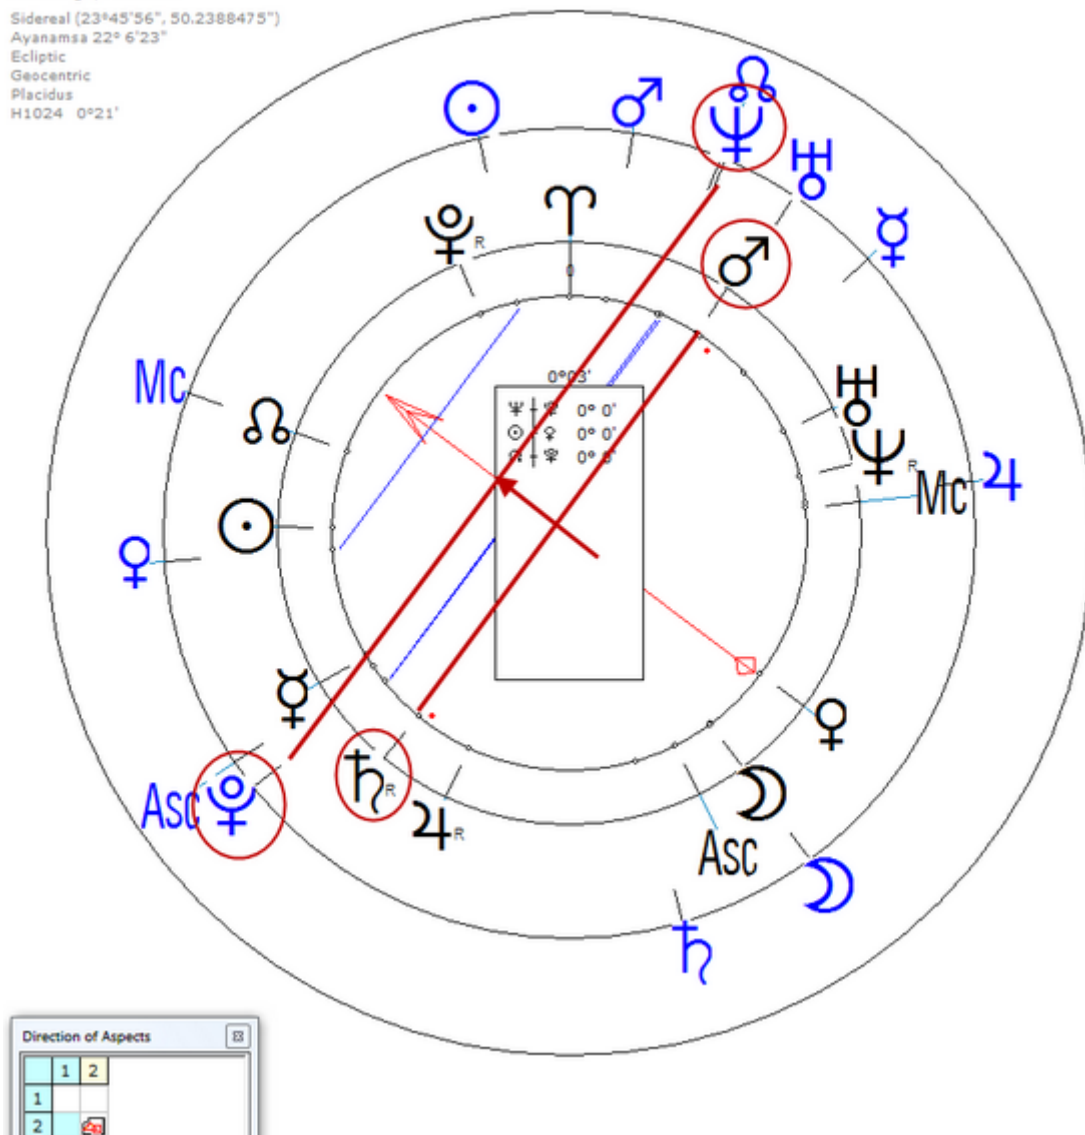 Sidereal (23°45'56", 50.2388475")
Ayanamsa 22° 6'23"
Ecliptic
Geocentric
Placidus
H1024 0°21'
☉ ♂ ☊ ♆ ♅ ☿
♇ R ♈ ♂
0
Mc ☊ ♅
0°03'
0° 0'
☉ ♀ 0° 0'
♆ R
☉ Mc ♃
♀
☿ ♀
Asc ♇ ♄ R ♃ R Asc ☽
♄ ☽
Direction of Aspects
1 2
1
2